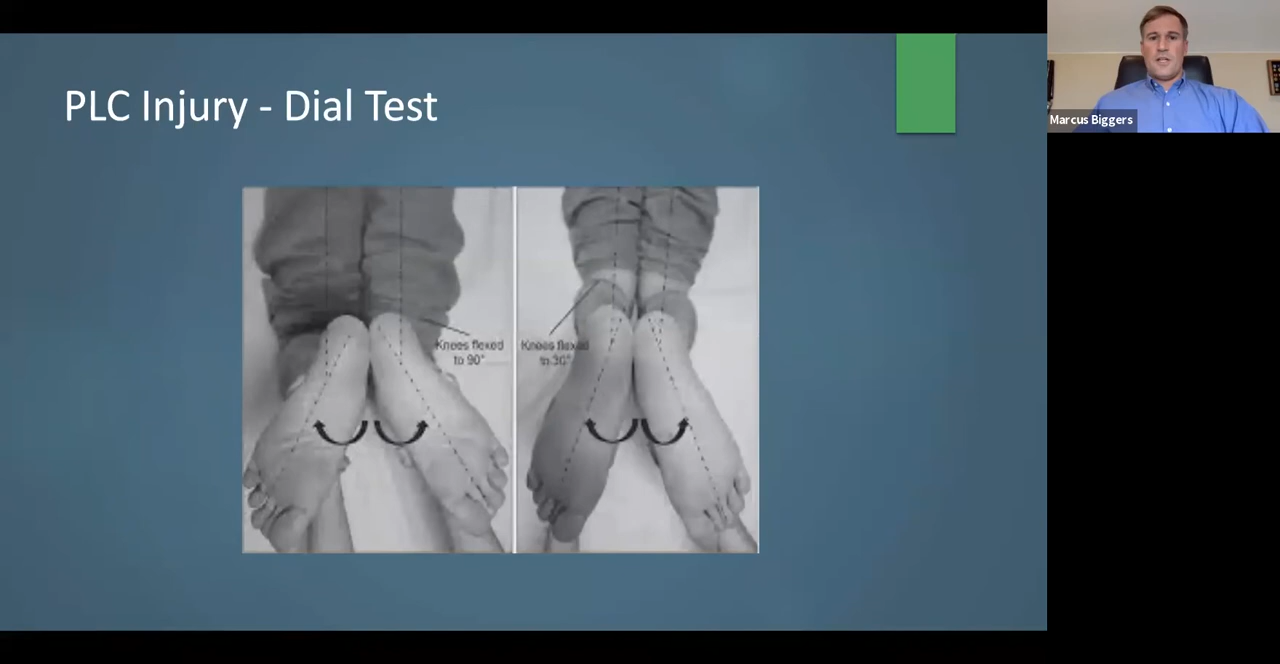 PLC Injury - Dial Test
Marcus Biggers
Knees flexed
to 90°
Knees flexed
to 30°